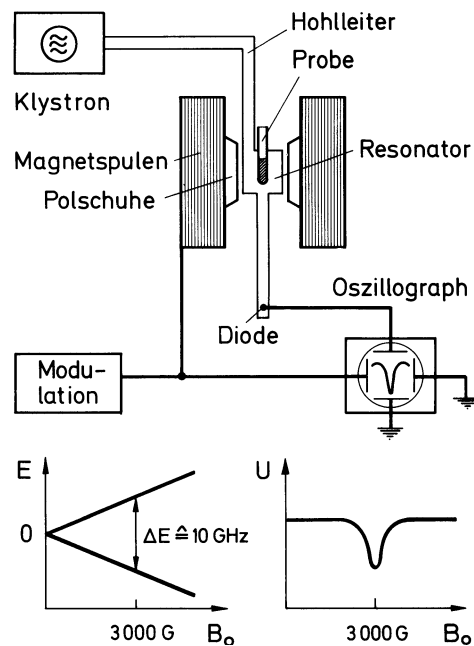 Hohlleiter
Probe
Klystron
Magnetspulen
Polschuhe
Resonator
Oszillograph
Diode
Modu-
lation
E
0
ΔE ≙ 10 GHz
3000 G
B₀
U
3000 G
B₀